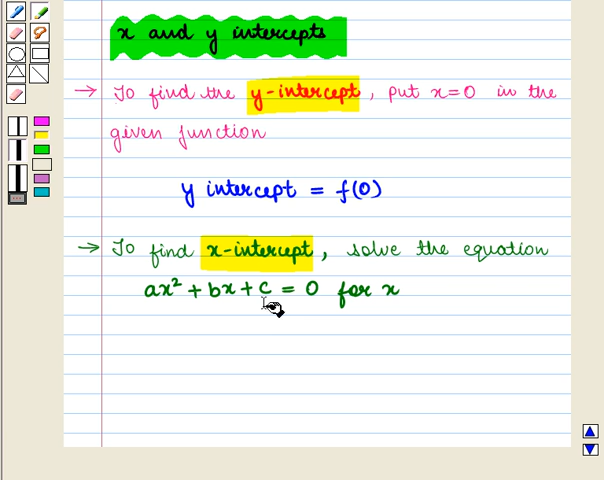 x and y intercepts
→ To find the y-intercept, put x=0 in the
given function
y intercept = f(0)
→ To find x-intercept, solve the equation
ax² + bx + c = 0 for x